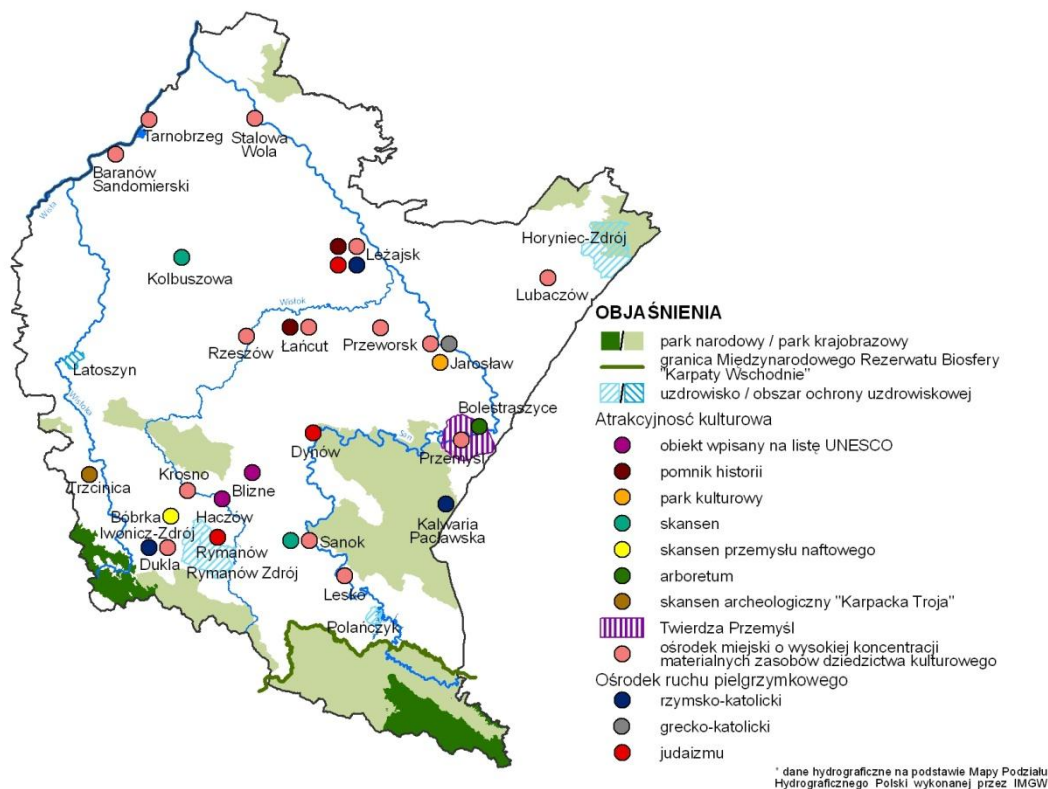 Tarnobrzeg
Stalowa
Wola
Baranów
Sandomierski
Wisła
Horyniec-Zdrój
Leżajsk
Kolbuszowa
Lubaczów
Wisłok
Rzeszów
Łańcut
Przeworsk
Jarosław
Latoszyn
Wisłoka
Bolestraszyce
San
Dynów
Przemyśl
Trzcinica
Krosno
Blizne
Haczów
Bóbrka
Kalwaria
Pacławska
Iwonicz-Zdrój
Rymanów
Sanok
Dukla
Rymanów Zdrój
Lesko
Polańczyk
OBJAŚNIENIA
park narodowy / park krajobrazowy
granica Międzynarodowego Rezerwatu Biosfery
"Karpaty Wschodnie"
uzdrowisko / obszar ochrony uzdrowiskowej
Atrakcyjność kulturowa
obiekt wpisany na listę UNESCO
pomnik historii
park kulturowy
skansen
skansen przemysłu naftowego
arboretum
skansen archeologiczny "Karpacka Troja"
Twierdza Przemyśl
ośrodek miejski o wysokiej koncentracji
materialnych zasobów dziedzictwa kulturowego
Ośrodek ruchu pielgrzymkowego
rzymsko-katolicki
grecko-katolicki
judaizmu
* dane hydrograficzne na podstawie Mapy Podziału
Hydrograficznego Polski wykonanej przez IMGW